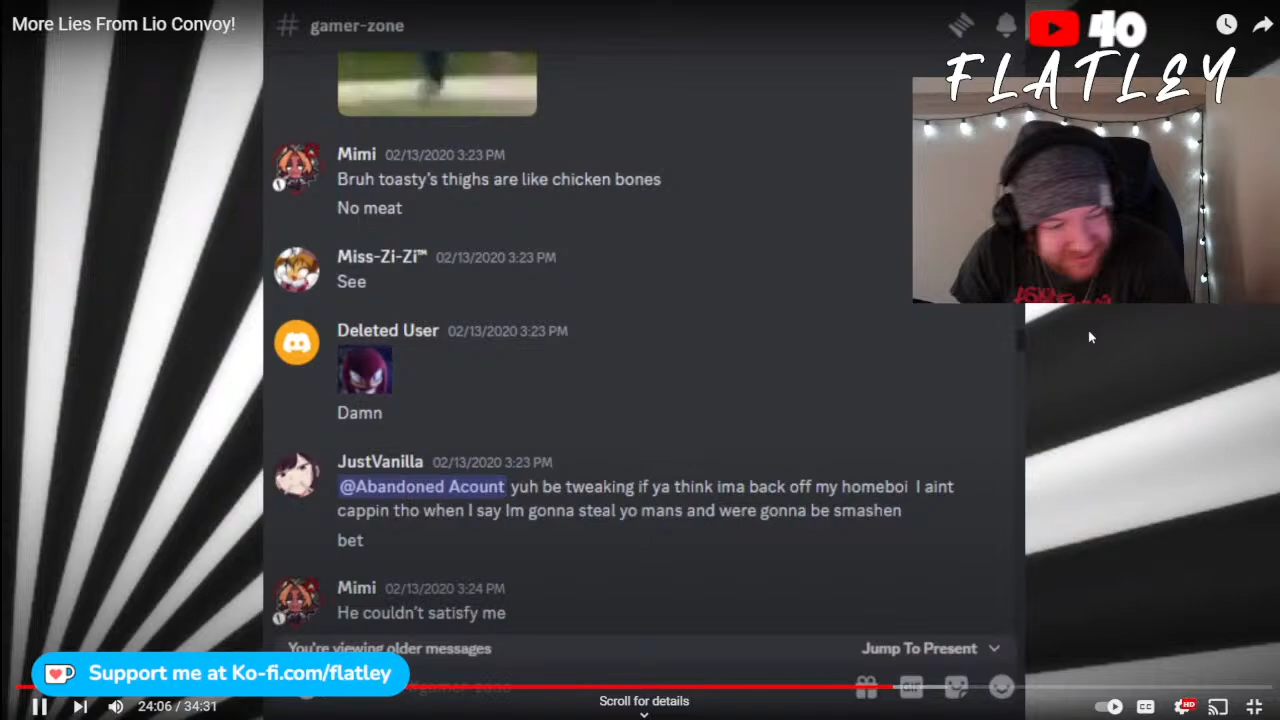 More Lies From Lio Convoy!
# gamer-zone
40
FLATLEY
Mimi 02/13/2020 3:23 PM
Bruh toasty's thighs are like chicken bones
No meat
Miss-Zi-Zi™ 02/13/2020 3:23 PM
See
Deleted User 02/13/2020 3:23 PM
Damn
JustVanilla 02/13/2020 3:23 PM
@Abandoned Acount yuh be tweaking if ya think ima back off my homeboi I aint
cappin tho when I say Im gonna steal yo mans and were gonna be smashen
bet
Mimi 02/13/2020 3:24 PM
He couldn't satisfy me
You're viewing older messages
Jump To Present
Support me at Ko-fi.com/flatley
GIF
24:06 / 34:31
Scroll for details
CC
HD